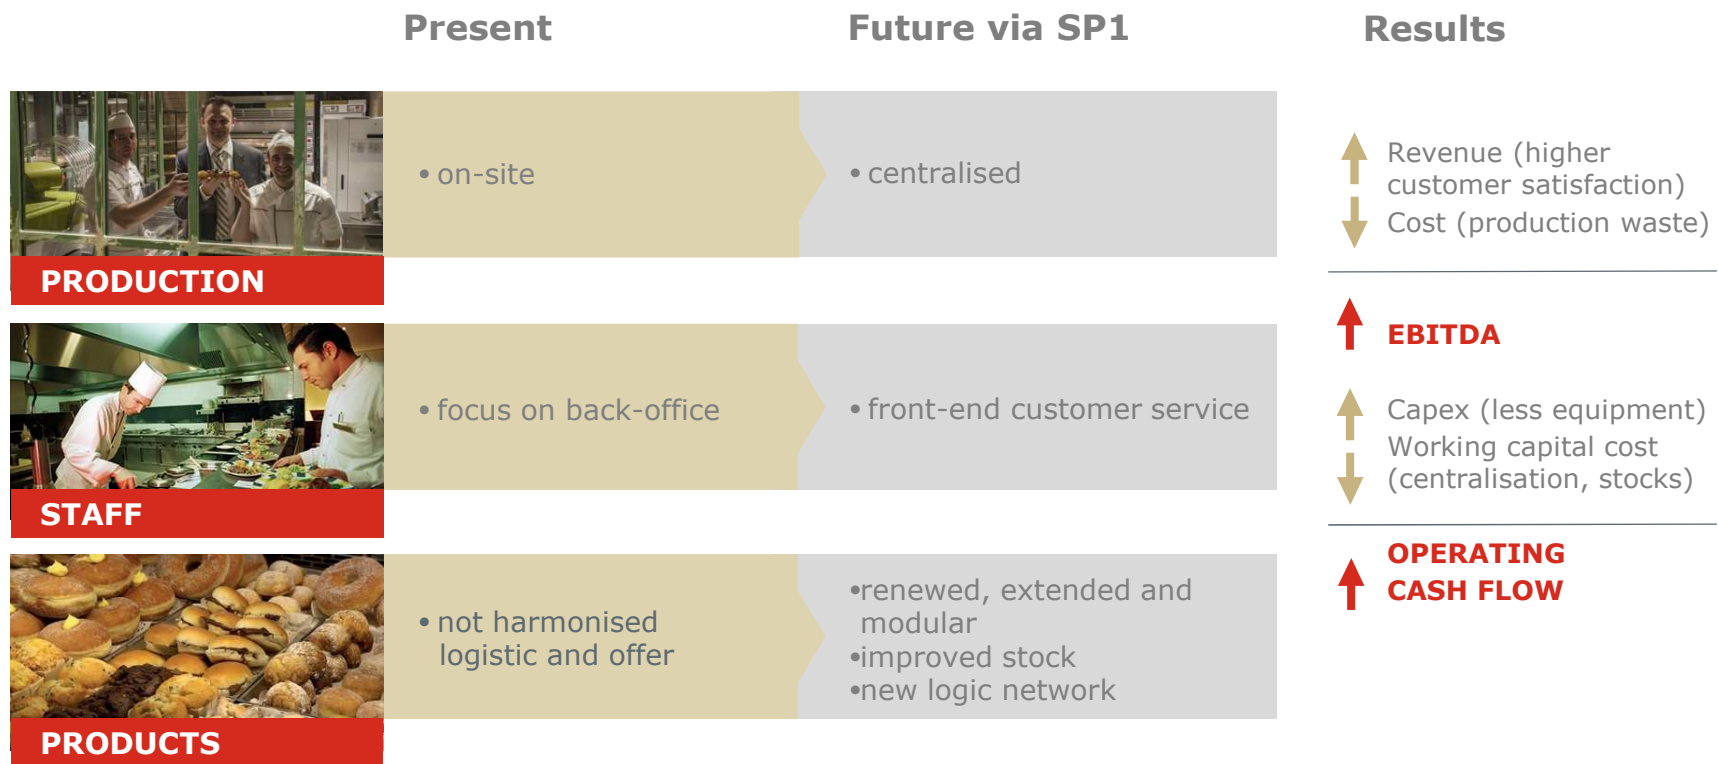 Present
Future via SP1
Results
• on-site
• centralised
PRODUCTION
• focus on back-office
• front-end customer service
STAFF
• not harmonised
logistic and offer
•renewed, extended and
modular
•improved stock
•new logic network
PRODUCTS
Revenue (higher
customer satisfaction)
Cost (production waste)
EBITDA
Capex (less equipment)
Working capital cost
(centralisation, stocks)
OPERATING
CASH FLOW